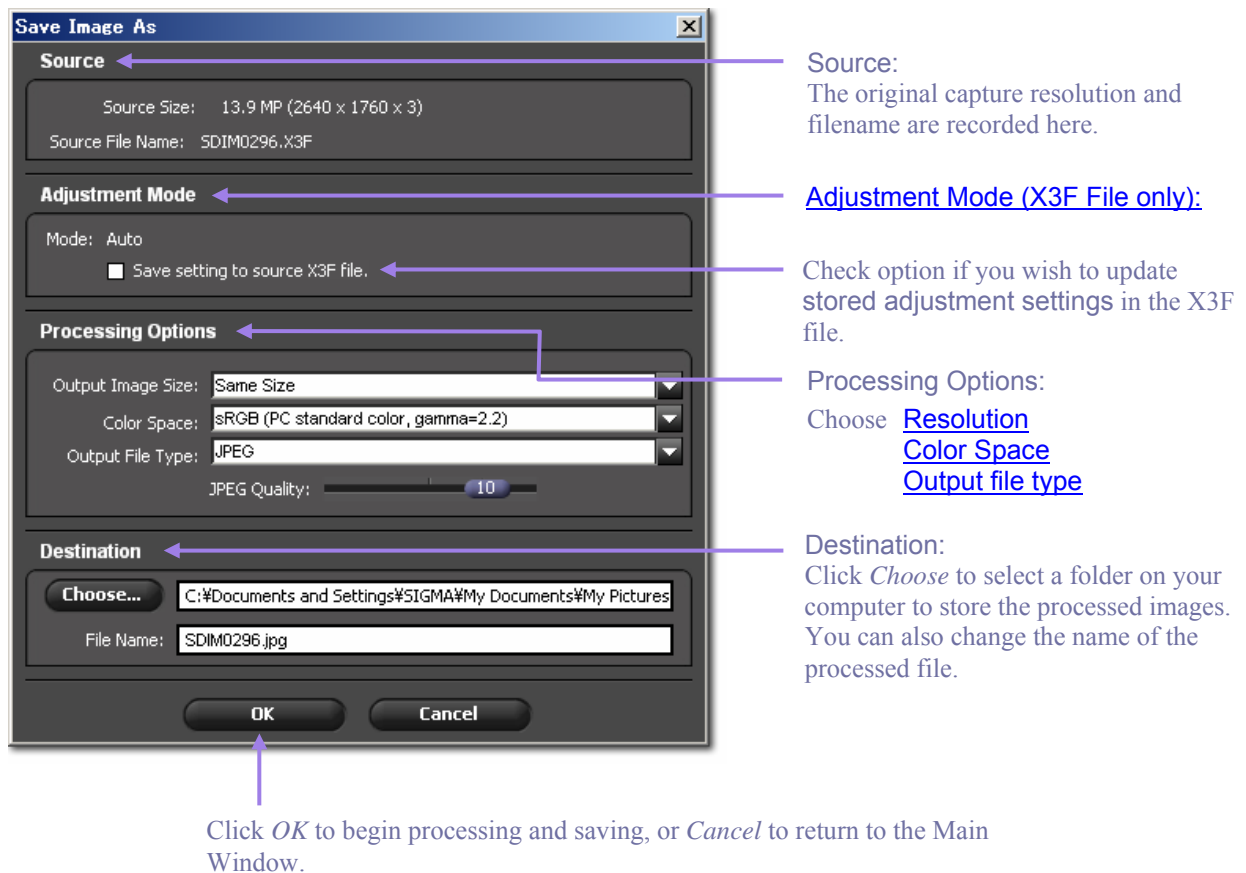 Save Image As
Source
Source Size: 13.9 MP (2640 x 1760 x 3)
Source File Name: SDIM0296.X3F
Adjustment Mode
Mode: Auto
Save setting to source X3F file.
Processing Options
Output Image Size: Same Size
Color Space: sRGB (PC standard color, gamma=2.2)
Output File Type: JPEG
JPEG Quality: 10
Destination
Choose... C:¥Documents and Settings¥SIGMA¥My Documents¥My Pictures
File Name: SDIM0296.jpg
OK Cancel
Source:
The original capture resolution and
filename are recorded here.
Adjustment Mode (X3F File only):
Check option if you wish to update
stored adjustment settings in the X3F
file.
Processing Options:
Choose Resolution
Color Space
Output file type
Destination:
Click Choose to select a folder on your
computer to store the processed images.
You can also change the name of the
processed file.
Click OK to begin processing and saving, or Cancel to return to the Main
Window.